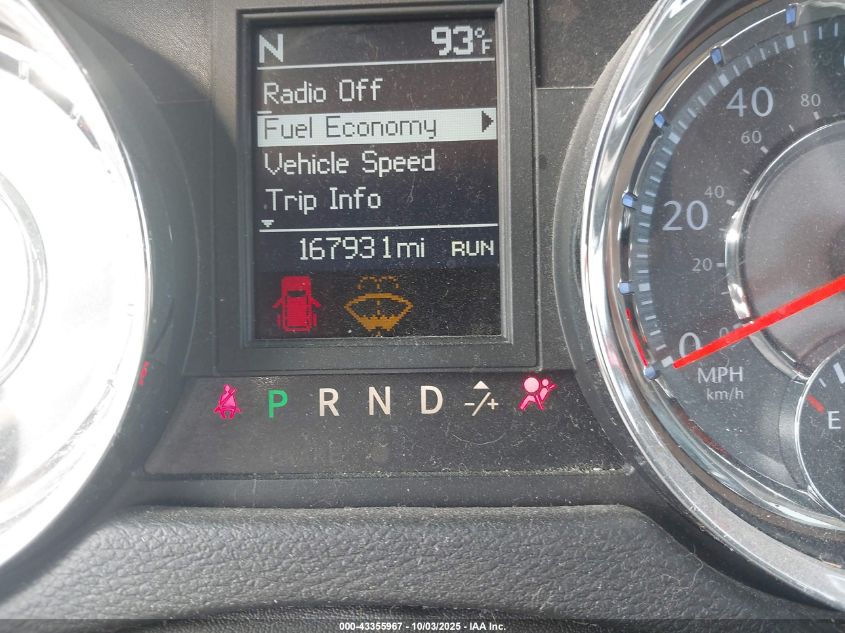 N 93°F
Radio Off
Fuel Economy
Vehicle Speed
Trip Info
167931mi RUN
P R N D -/+
40
80
60
20
40
20
0
0
MPH
km/h
E
000-43355967 - 10/03/2025 - IAA Inc.